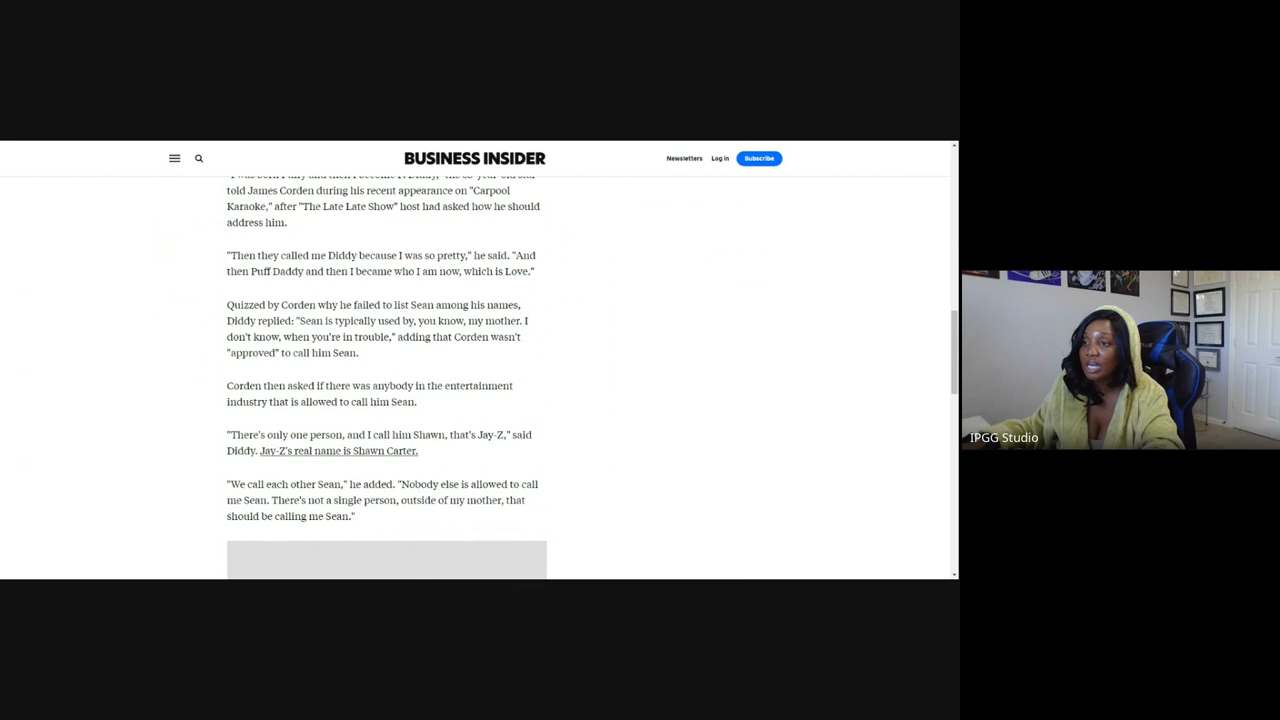 BUSINESS INSIDER
Newsletters
Log in
Subscribe
told James Corden during his recent appearance on "Carpool
Karaoke," after "The Late Late Show" host had asked how he should
address him.
"Then they called me Diddy because I was so pretty," he said. "And
then Puff Daddy and then I became who I am now, which is Love."
Quizzed by Corden why he failed to list Sean among his names,
Diddy replied: "Sean is typically used by, you know, my mother. I
don't know, when you're in trouble," adding that Corden wasn't
"approved" to call him Sean.
Corden then asked if there was anybody in the entertainment
industry that is allowed to call him Sean.
"There's only one person, and I call him Shawn, that's Jay-Z," said
Diddy. Jay-Z's real name is Shawn Carter.
"We call each other Sean," he added. "Nobody else is allowed to call
me Sean. There's not a single person, outside of my mother, that
should be calling me Sean."
IPGG Studio